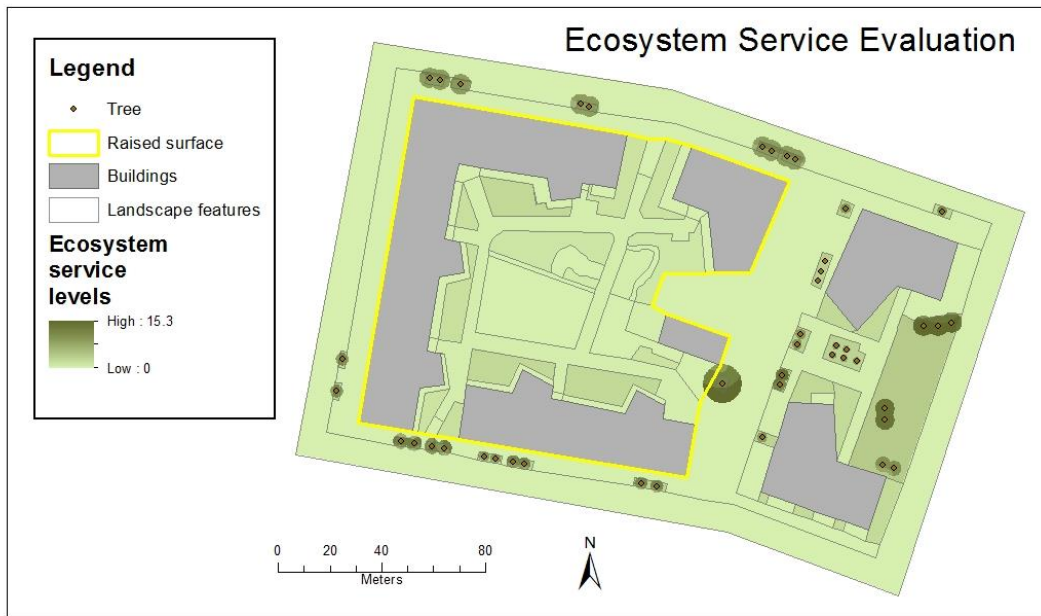 Ecosystem Service Evaluation
Legend
Tree
Raised surface
Buildings
Landscape features
Ecosystem
service
levels
High : 15.3
Low : 0
0 20 40 80
Meters
N